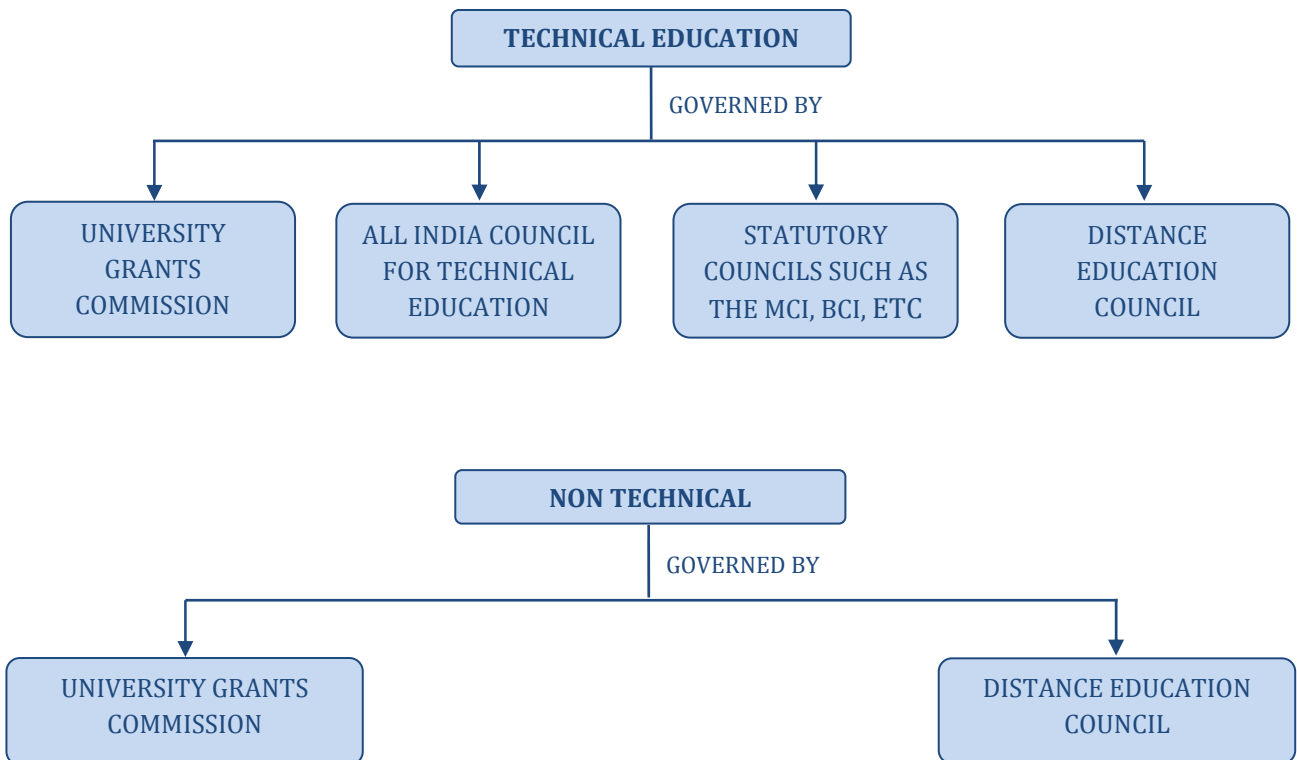 TECHNICAL EDUCATION
GOVERNED BY
UNIVERSITY
GRANTS
COMMISSION
ALL INDIA COUNCIL
FOR TECHNICAL
EDUCATION
STATUTORY
COUNCILS SUCH AS
THE MCI, BCI, ETC
DISTANCE
EDUCATION
COUNCIL
NON TECHNICAL
GOVERNED BY
UNIVERSITY GRANTS
COMMISSION
DISTANCE EDUCATION
COUNCIL